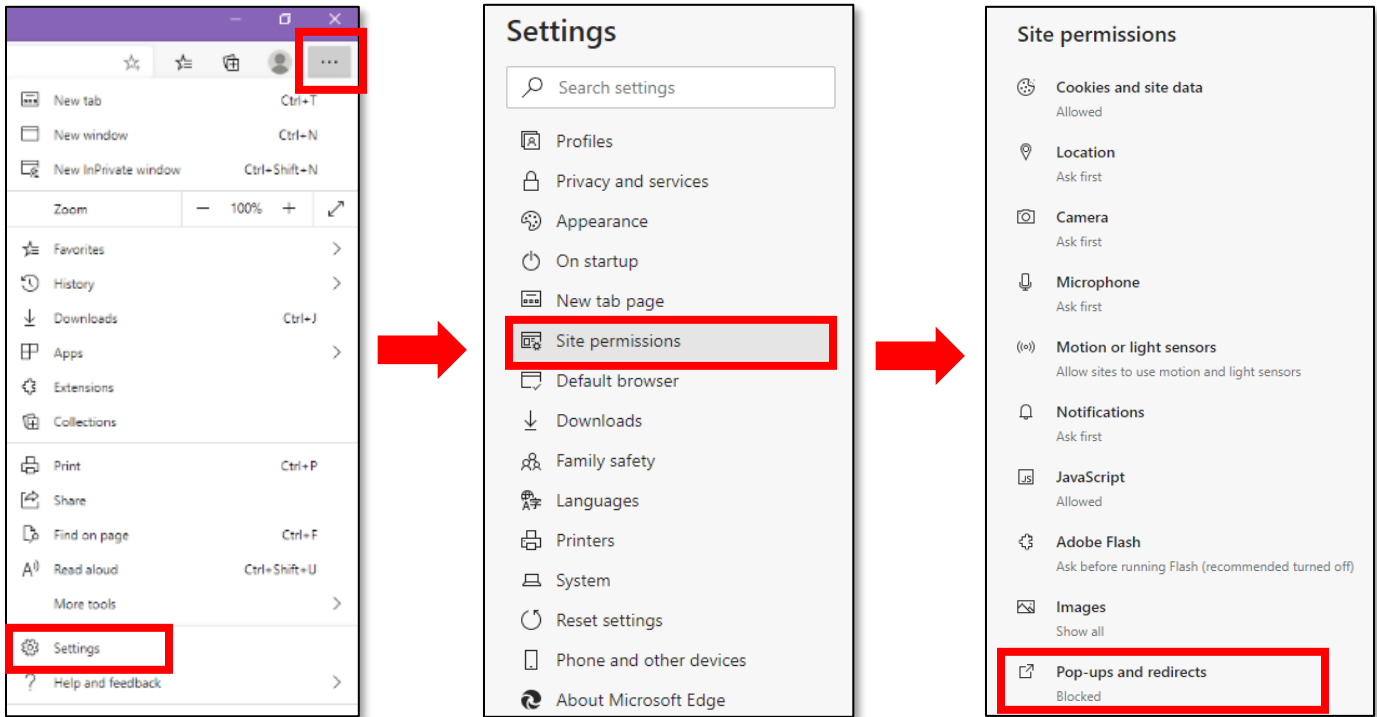 New tab Ctrl+T
New window Ctrl+N
New InPrivate window Ctrl+Shift+N
Zoom — 100% +
Favorites
History
Downloads Ctrl+J
Apps
Extensions
Collections
Print Ctrl+P
Share
Find on page Ctrl+F
Read aloud Ctrl+Shift+U
More tools
Settings
Help and feedback
Settings
Search settings
Profiles
Privacy and services
Appearance
On startup
New tab page
Site permissions
Default browser
Downloads
Family safety
Languages
Printers
System
Reset settings
Phone and other devices
About Microsoft Edge
Site permissions
Cookies and site data
Allowed
Location
Ask first
Camera
Ask first
Microphone
Ask first
Motion or light sensors
Allow sites to use motion and light sensors
Notifications
Ask first
JavaScript
Allowed
Adobe Flash
Ask before running Flash (recommended turned off)
Images
Show all
Pop-ups and redirects
Blocked